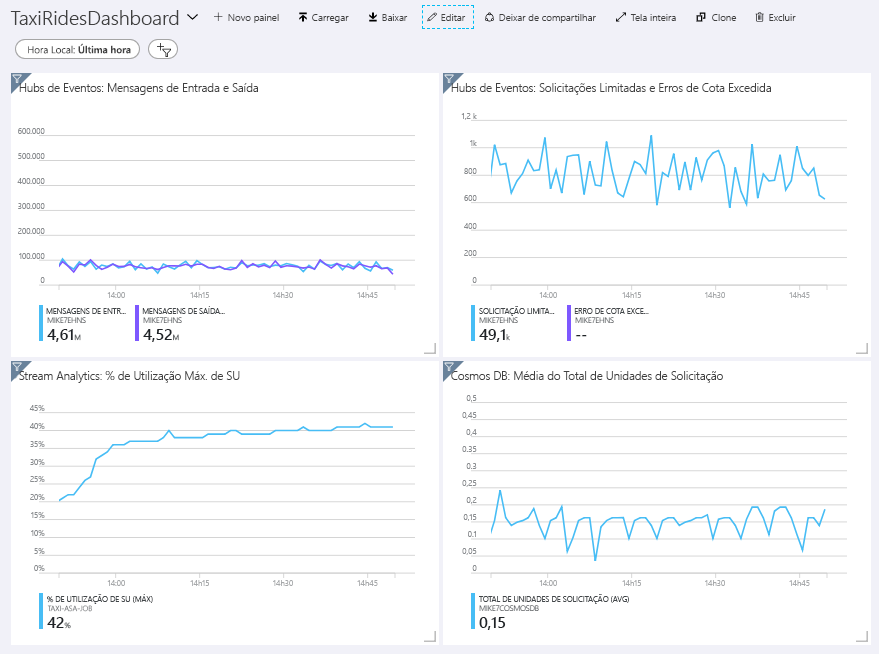 TaxiRidesDashboard
Novo painel
Carregar
Baixar
Editar
Deixar de compartilhar
Tela inteira
Clone
Excluir
Hora Local: Última hora
Hubs de Eventos: Mensagens de Entrada e Saída
600.000
500.000
400.000
300.000
200.000
100.000
0
14:00 14h15 14h30 14h45
MENSAGENS DE ENTR...
MIKE7EHNS
4,61M
MENSAGENS DE SAÍDA...
MIKE7EHNS
4,52M
Hubs de Eventos: Solicitações Limitadas e Erros de Cota Excedida
1,2 k
1k
800
600
400
200
0
14:00 14h15 14h30 14h45
SOLICITAÇÃO LIMITA...
MIKE7EHNS
49,1k
ERRO DE COTA EXCE...
MIKE7EHNS
--
Stream Analytics: % de Utilização Máx. de SU
45%
40%
35%
30%
25%
20%
15%
10%
5%
0%
14:00 14h15 14h30 14h45
% DE UTILIZAÇÃO DE SU (MÁX)
TAXI-ASA-JOB
42%
Cosmos DB: Média do Total de Unidades de Solicitação
0,5
0,45
0,4
0,35
0,3
0,25
0,2
0,15
0,1
0,05
0
14:00 14h15 14h30 14h45
TOTAL DE UNIDADES DE SOLICITAÇÃO (AVG)
MIKE7COSMOSDB
0,15